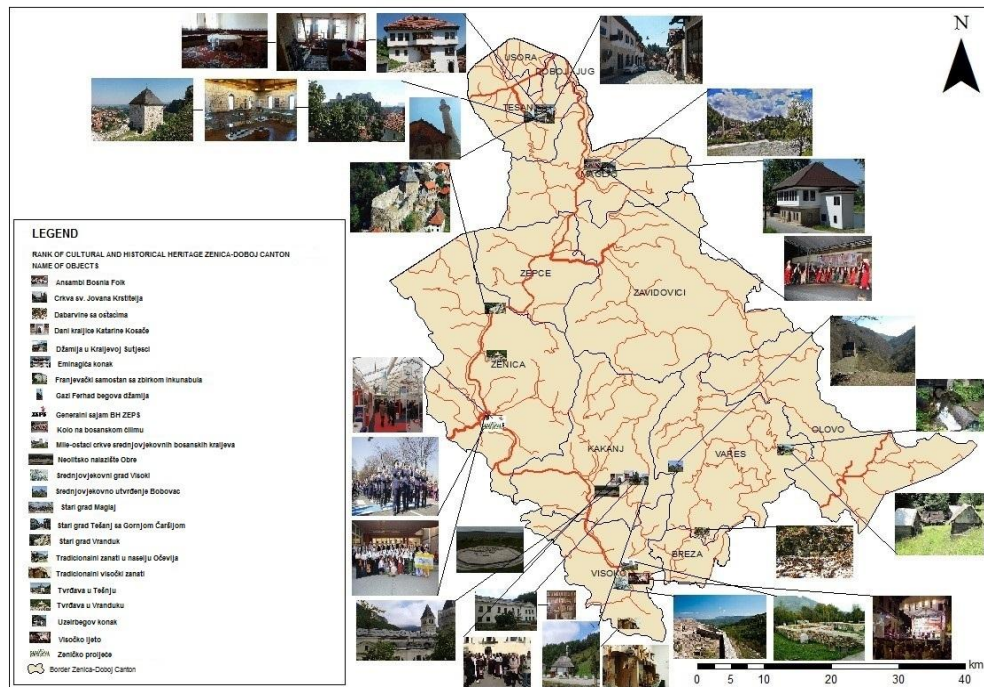 N
USORA
DOBOJ-JUG
TESANJ
MAGLAJ
ZEPCE
ZAVIDOVICI
ZENICA
KAKANJ
VARES
OLOVO
BREZA
VISOKO
LEGEND
RANK OF CULTURAL AND HISTORICAL HERITAGE ZENICA-DOBOJ CANTON
NAME OF OBJECTS
Ansambl Bosnia Folk
Crkva sv. Jovana Krstitelja
Dabarvine sa ostacima
Dani kraljice Katarine Kosače
Džamija u Kraljevoj Sutjesci
Eminagića konak
Franjevački samostan sa zbirkom inkunabula
Gazi Ferhad begova džamija
ZEPS Generalni sajam BH ZEPS
Kolo na bosanskom ćilimu
Mile-ostaci crkve srednjovjekovnih bosanskih kraljeva
Neolitsko nalazište Obre
Srednjovjekovni grad Visoki
Srednjovjekovno utvrđenje Bobovac
Stari grad Maglaj
Stari grad Tešanj sa Gornjom Čaršijom
Stari grad Vranduk
Tradicionalni zanati u naselju Očevija
Tradicionalni visočki zanati
Tvrđava u Tešnju
Tvrđava u Vranduku
Uzeirbegov konak
Visočko ljeto
Zeničko proljeće
Border Zenica-Doboj Canton
km
0 5 10 20 30 40